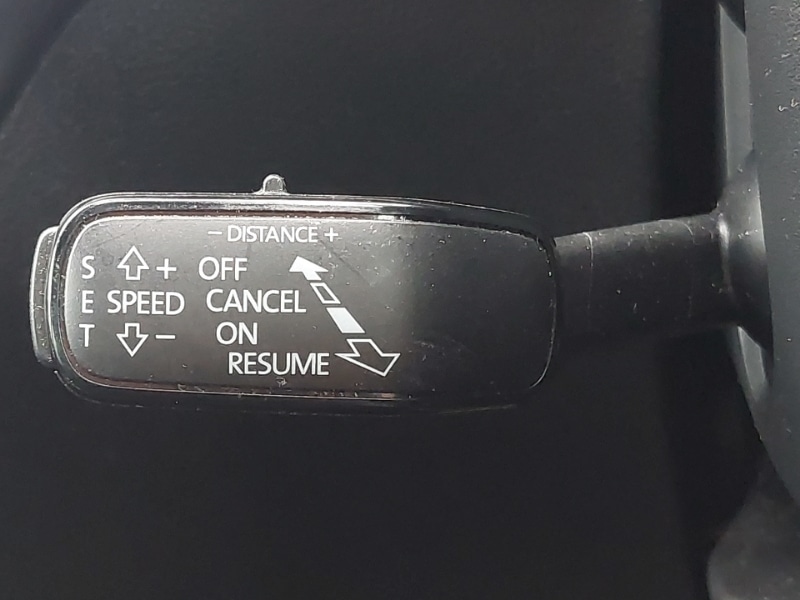 − DISTANCE +
S + OFF
E SPEED CANCEL
T − ON
RESUME